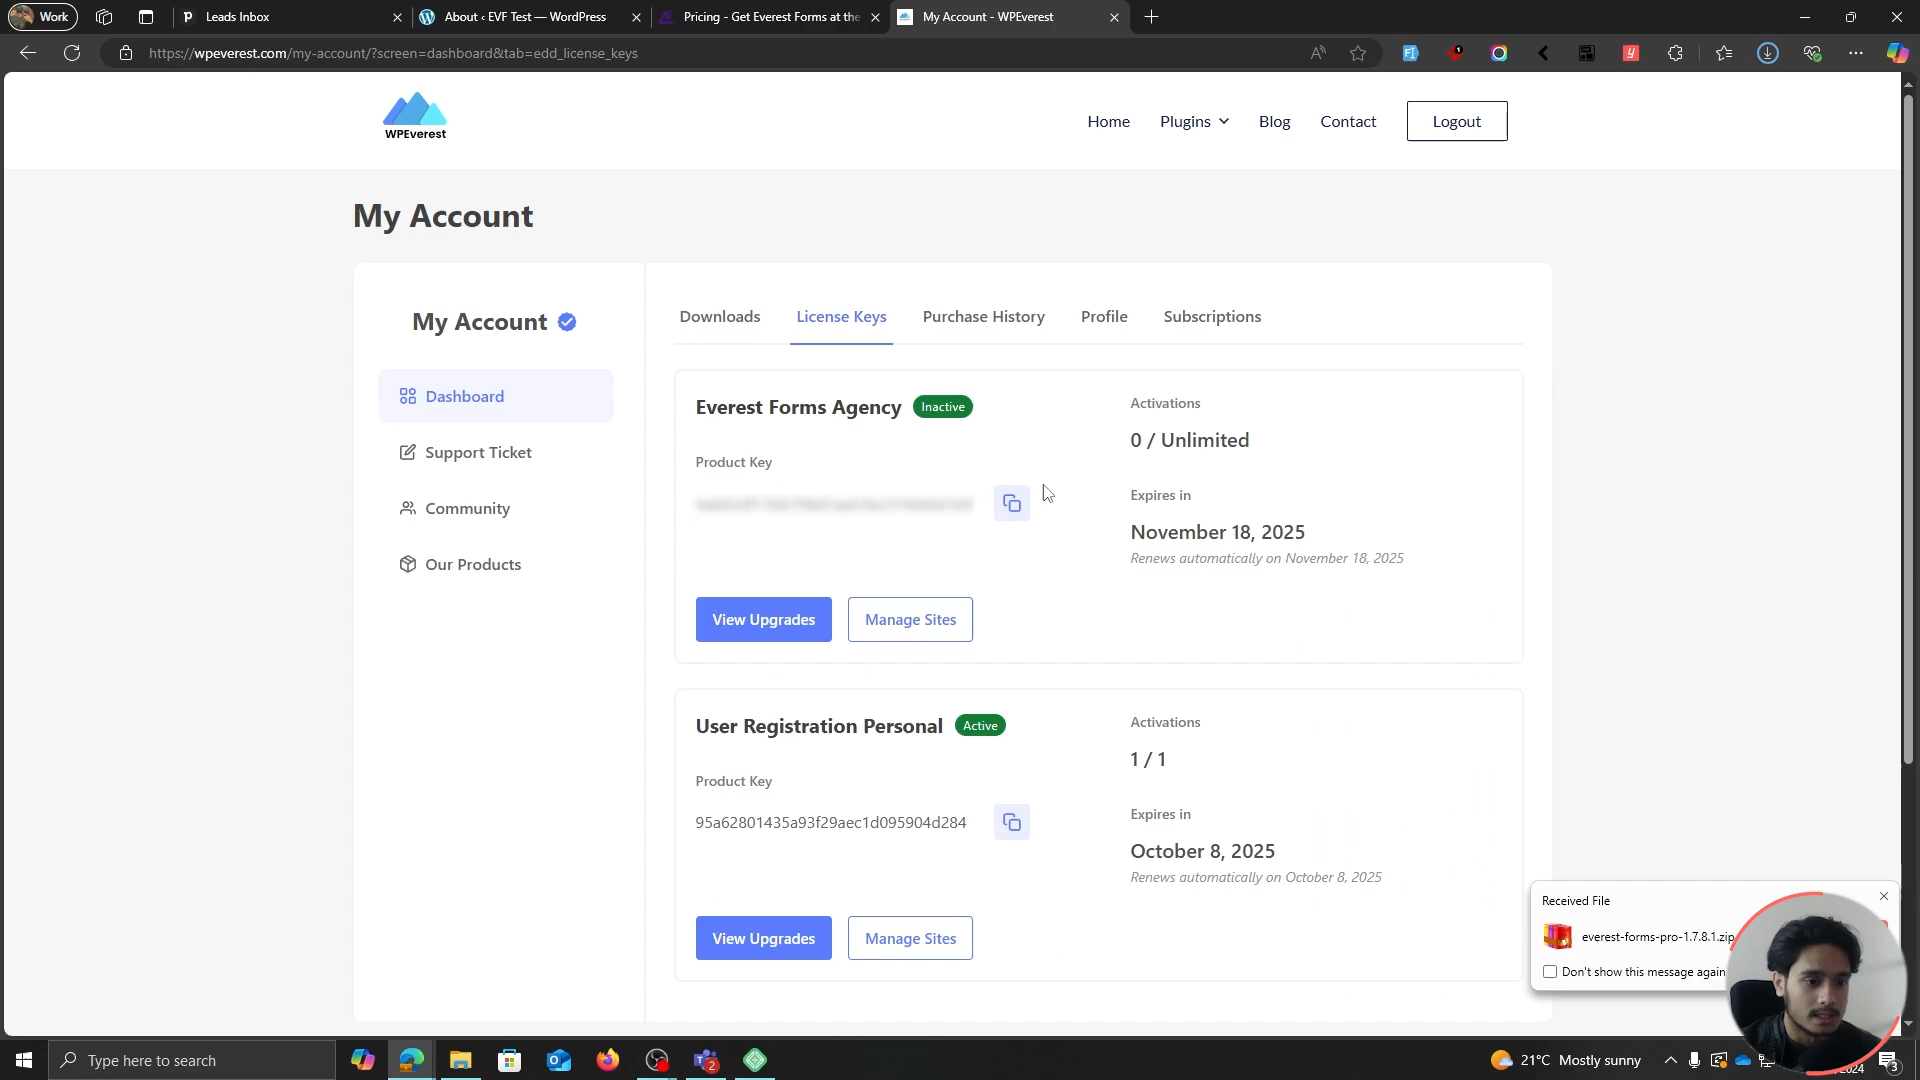 Work
Leads Inbox
About ‹ EVF Test — WordPress
Pricing - Get Everest Forms at the
My Account - WPEverest
https://wpeverest.com/my-account/?screen=dashboard&tab=edd_license_keys
WPEverest
Home
Plugins
Blog
Contact
Logout
My Account
My Account
Dashboard
Support Ticket
Community
Our Products
Downloads
License Keys
Purchase History
Profile
Subscriptions
Everest Forms Agency
Inactive
Product Key
Activations
0 / Unlimited
Expires in
November 18, 2025
Renews automatically on November 18, 2025
View Upgrades
Manage Sites
User Registration Personal
Active
Product Key
95a62801435a93f29aec1d095904d284
Activations
1 / 1
Expires in
October 8, 2025
Renews automatically on October 8, 2025
View Upgrades
Manage Sites
Received File
everest-forms-pro-1.7.8.1.zip
Don't show this message again
Type here to search
2
21°C Mostly sunny
2024
3